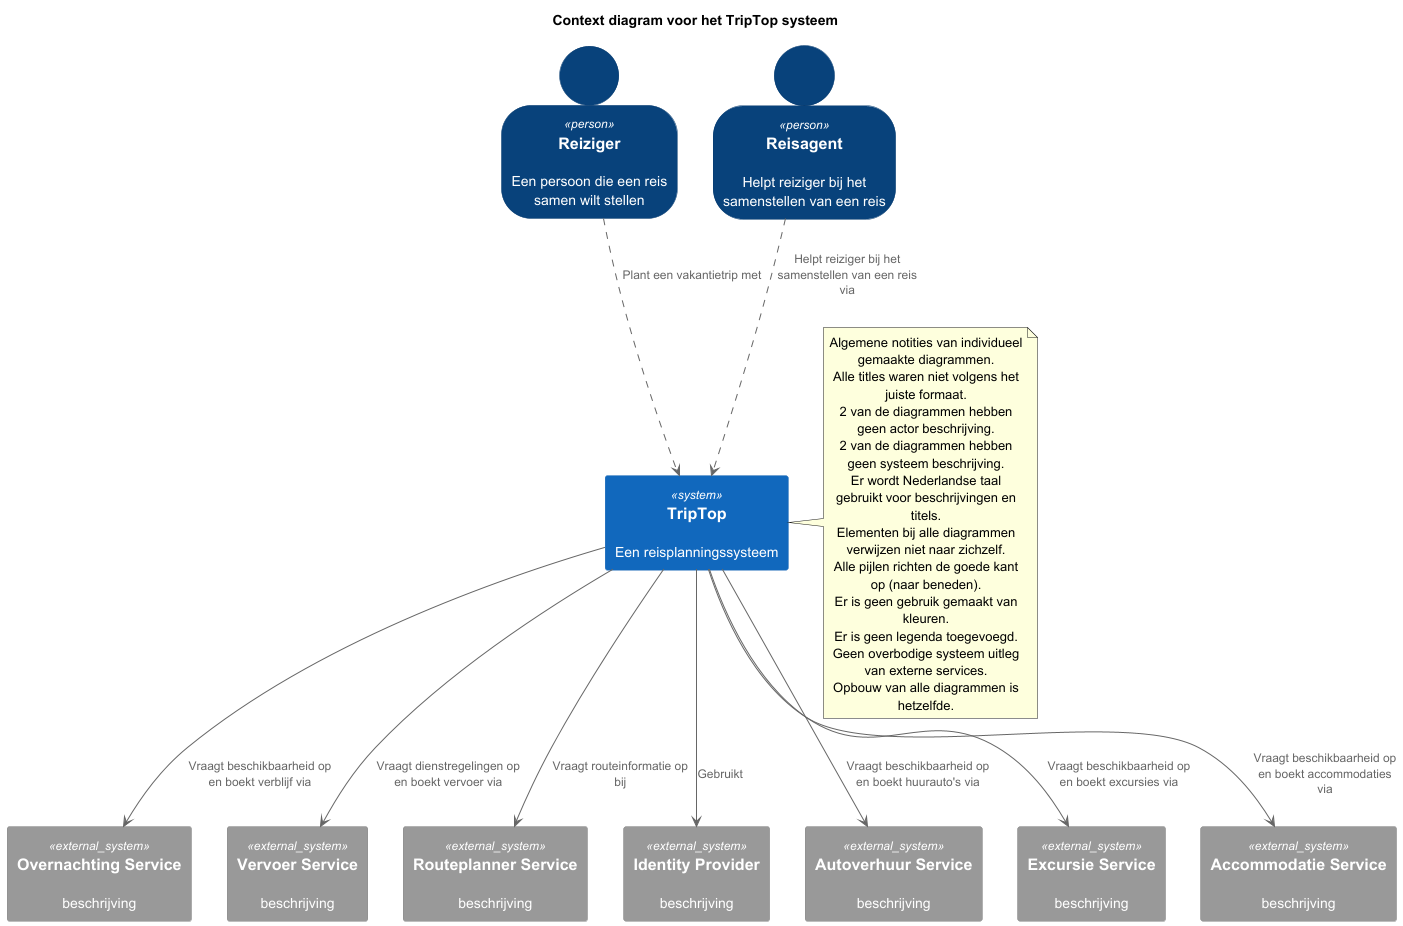 Context diagram voor het TripTop systeem
«person»
Reiziger
Een persoon die een reis
samen wilt stellen
«person»
Reisagent
Helpt reiziger bij het
samenstellen van een reis
Plant een vakantietrip met
Helpt reiziger bij het
samenstellen van een reis
via
Algemene notities van individueel
gemaakte diagrammen.
Alle titles waren niet volgens het
juiste formaat.
2 van de diagrammen hebben
geen actor beschrijving.
2 van de diagrammen hebben
geen systeem beschrijving.
Er wordt Nederlandse taal
gebruikt voor beschrijvingen en
titels.
Elementen bij alle diagrammen
verwijzen niet naar zichzelf.
Alle pijlen richten de goede kant
op (naar beneden).
Er is geen gebruik gemaakt van
kleuren.
Er is geen legenda toegevoegd.
Geen overbodige systeem uitleg
van externe services.
Opbouw van alle diagrammen is
hetzelfde.
«system»
TripTop
Een reisplanningssysteem
Vraagt beschikbaarheid op
en boekt verblijf via
Vraagt dienstregelingen op
en boekt vervoer via
Vraagt routeinformatie op
bij
Gebruikt
Vraagt beschikbaarheid op
en boekt huurauto's via
Vraagt beschikbaarheid op
en boekt excursies via
Vraagt beschikbaarheid op
en boekt accommodaties
via
«external_system»
Overnachting Service
beschrijving
«external_system»
Vervoer Service
beschrijving
«external_system»
Routeplanner Service
beschrijving
«external_system»
Identity Provider
beschrijving
«external_system»
Autoverhuur Service
beschrijving
«external_system»
Excursie Service
beschrijving
«external_system»
Accommodatie Service
beschrijving